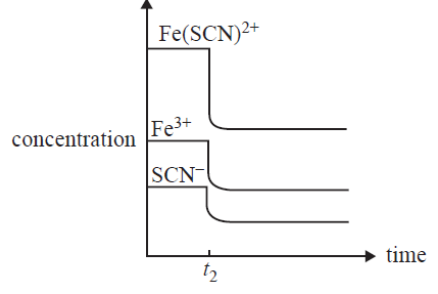 Fe(SCN)²⁺
concentration
Fe³⁺
SCN⁻
time
t₂